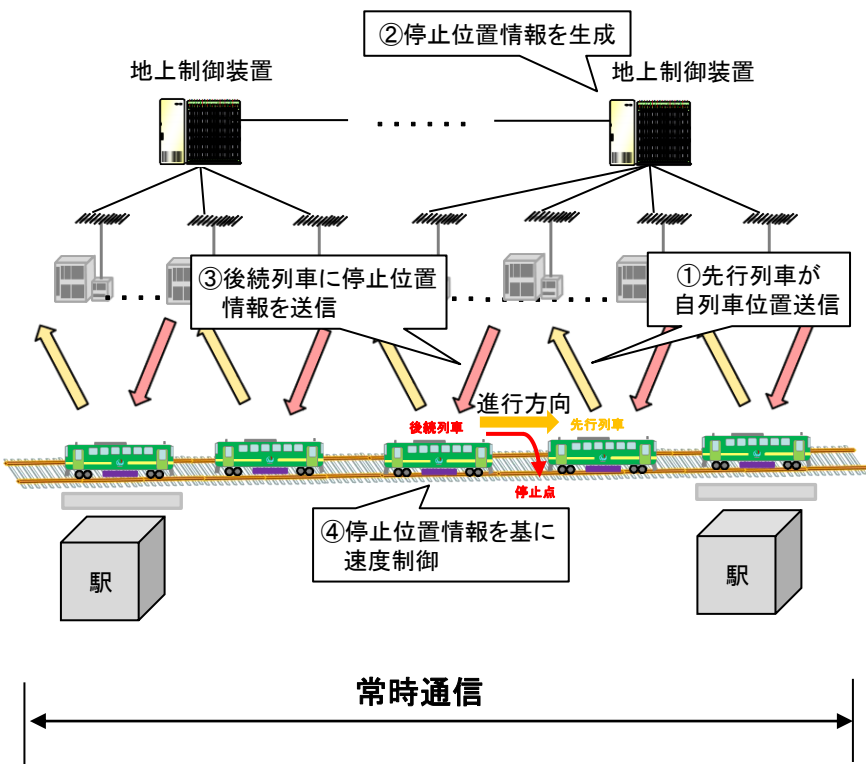 ②停止位置情報を生成
地上制御装置
地上制御装置
・・・・・・
③後続列車に停止位置
情報を送信
①先行列車が
自列車位置送信
進行方向
後続列車
先行列車
停止点
④停止位置情報を基に
速度制御
駅
駅
常時通信